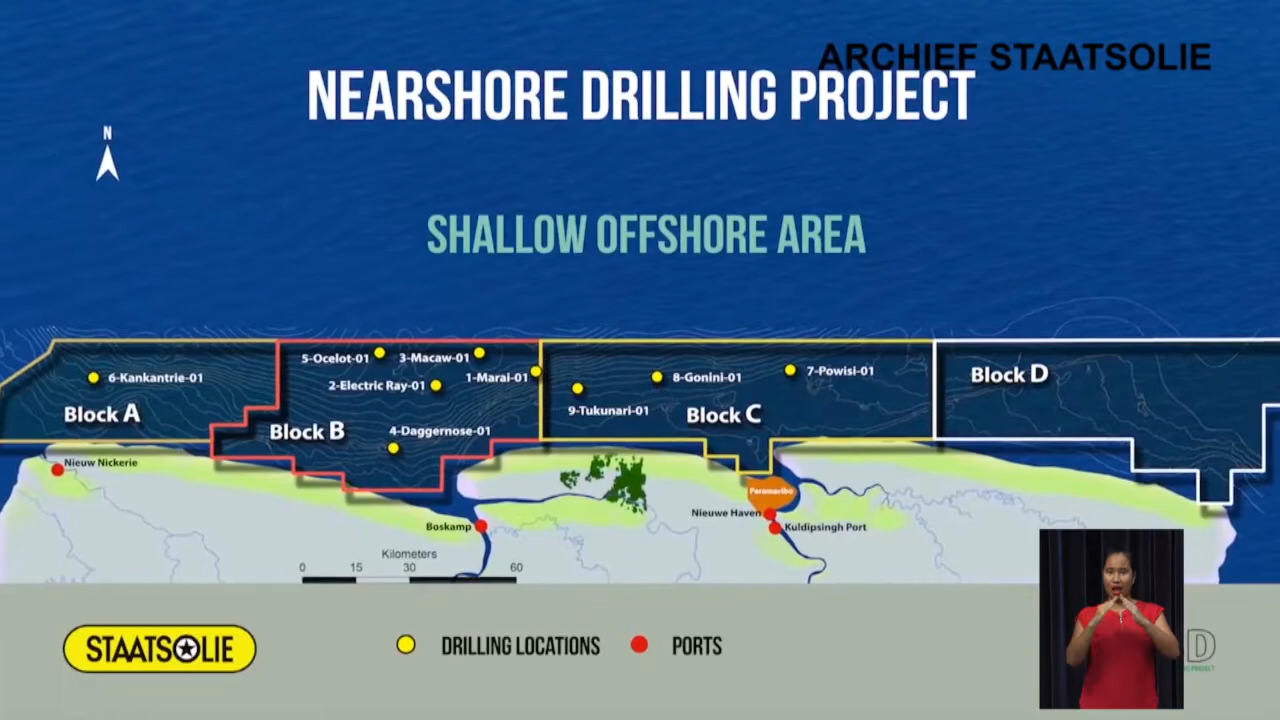 ARCHIEF STAATSOLIE
NEARSHORE DRILLING PROJECT
N
SHALLOW OFFSHORE AREA
5-Ocelot-01
3-Macaw-01
6-Kankantrie-01
2-Electric Ray-01
1-Marai-01
8-Gonini-01
7-Powisi-01
Block D
Block A
9-Tukunari-01
Block C
Block B
4-Daggernose-01
Nieuw Nickerie
Paramaribo
Nieuwe Haven
Boskamp
Kuldipsingh Port
Kilometers
0 15 30 60
STAATSOLIE
DRILLING LOCATIONS
PORTS
D
PROJECT